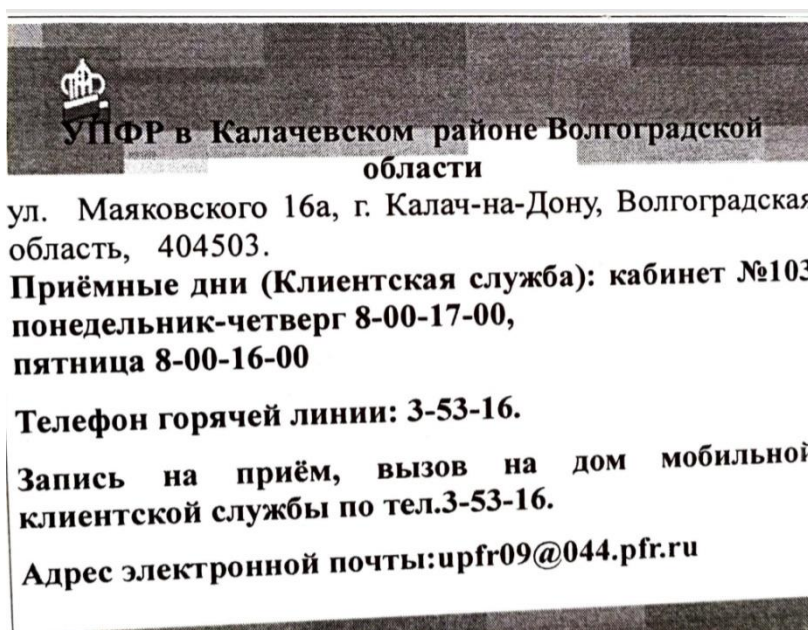 УПФР в Калачевском районе Волгоградской
области
ул. Маяковского 16а, г. Калач-на-Дону, Волгоградская
область, 404503.
Приёмные дни (Клиентская служба): кабинет №103
понедельник-четверг 8-00-17-00,
пятница 8-00-16-00
Телефон горячей линии: 3-53-16.
Запись на приём, вызов на дом мобильной
клиентской службы по тел.3-53-16.
Адрес электронной почты:upfr09@044.pfr.ru